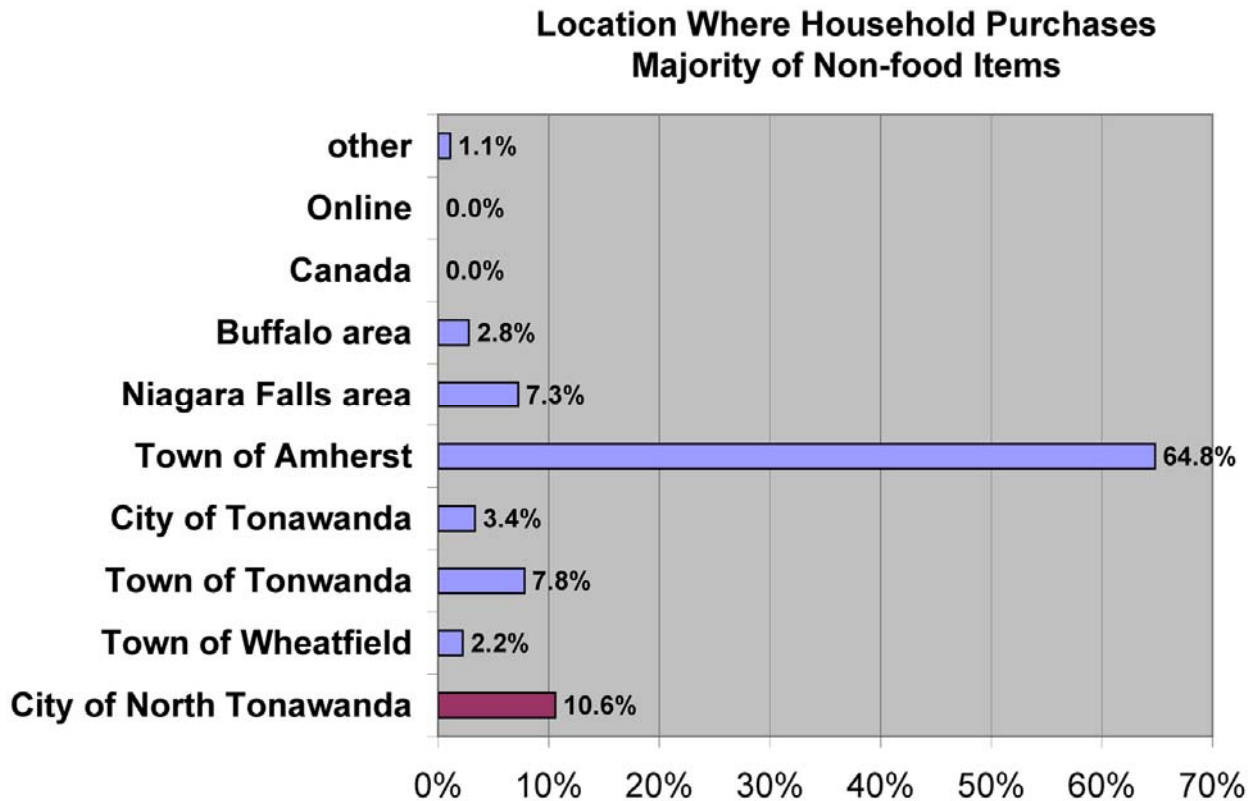 Location Where Household Purchases
Majority of Non-food Items
other 1.1%
Online 0.0%
Canada 0.0%
Buffalo area 2.8%
Niagara Falls area 7.3%
Town of Amherst 64.8%
City of Tonawanda 3.4%
Town of Tonwanda 7.8%
Town of Wheatfield 2.2%
City of North Tonawanda 10.6%
0% 10% 20% 30% 40% 50% 60% 70%